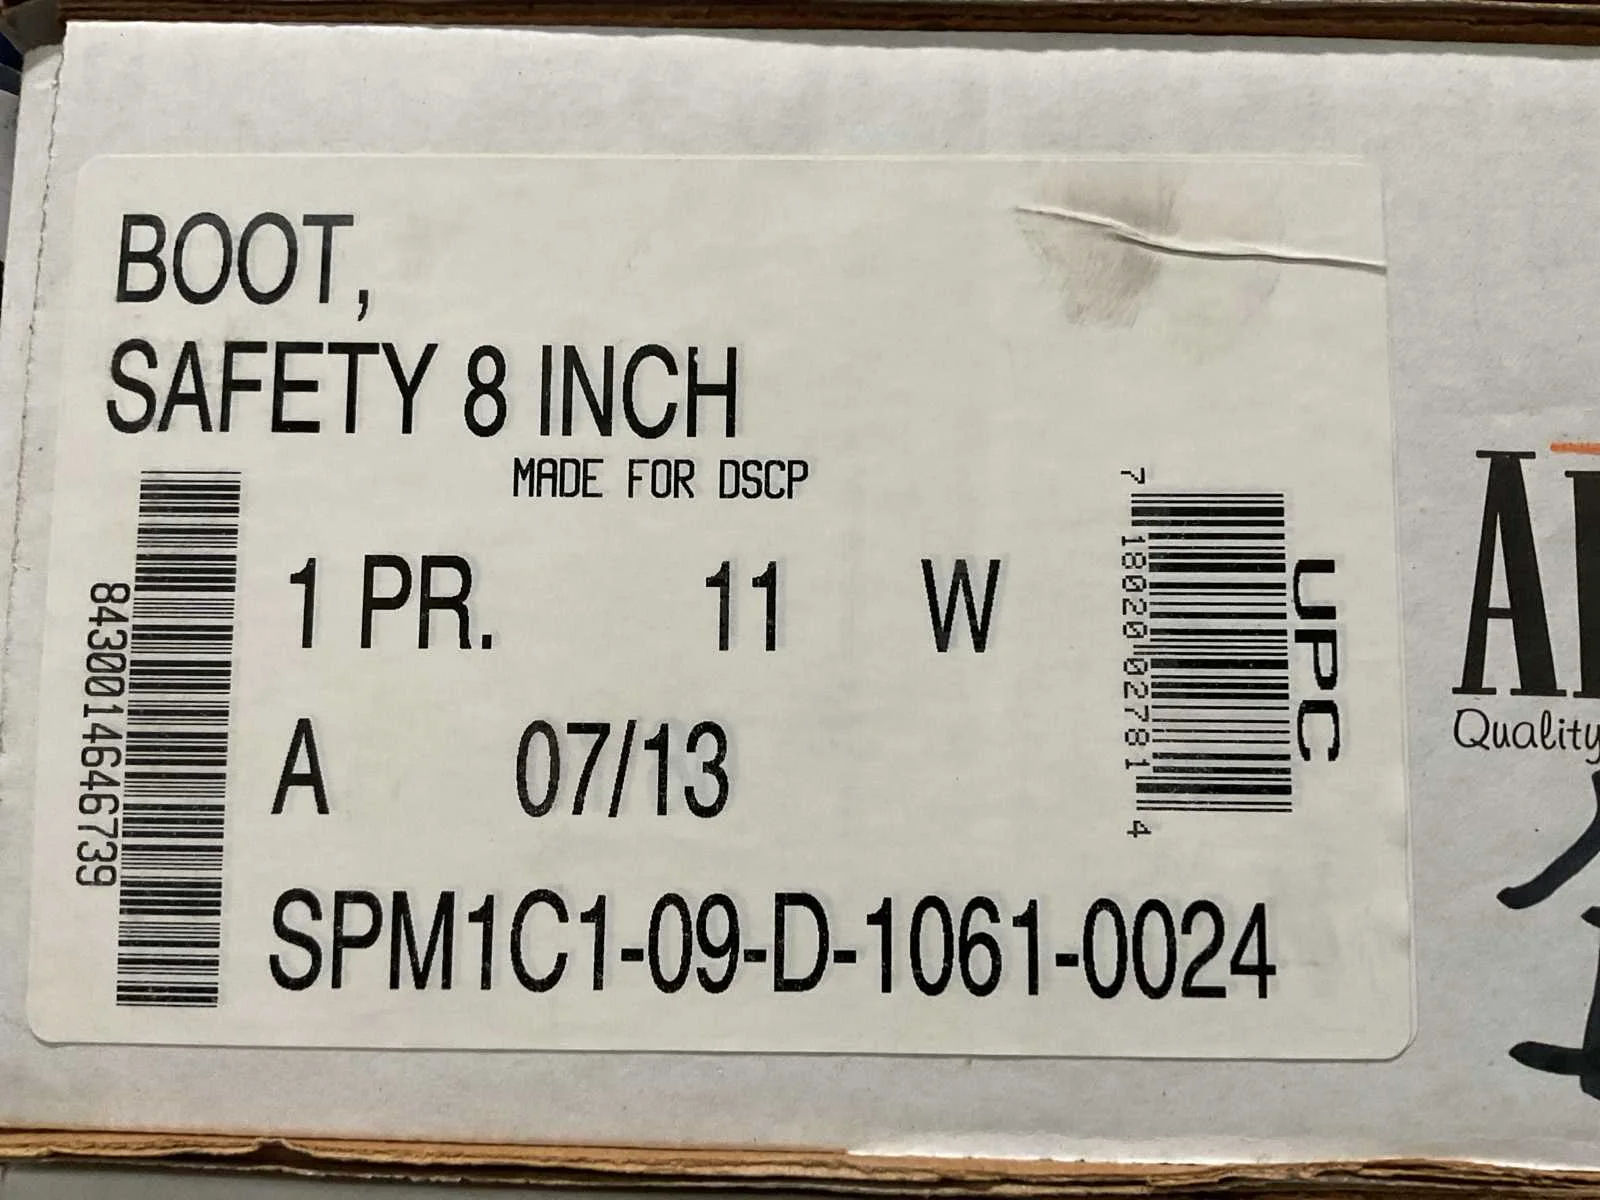 BOOT,
SAFETY 8 INCH
MADE FOR DSCP
1 PR. 11 W
A 07/13
SPM1C1-09-D-1061-0024
8430014646739
7 18020 02781 4
UPC
Quality